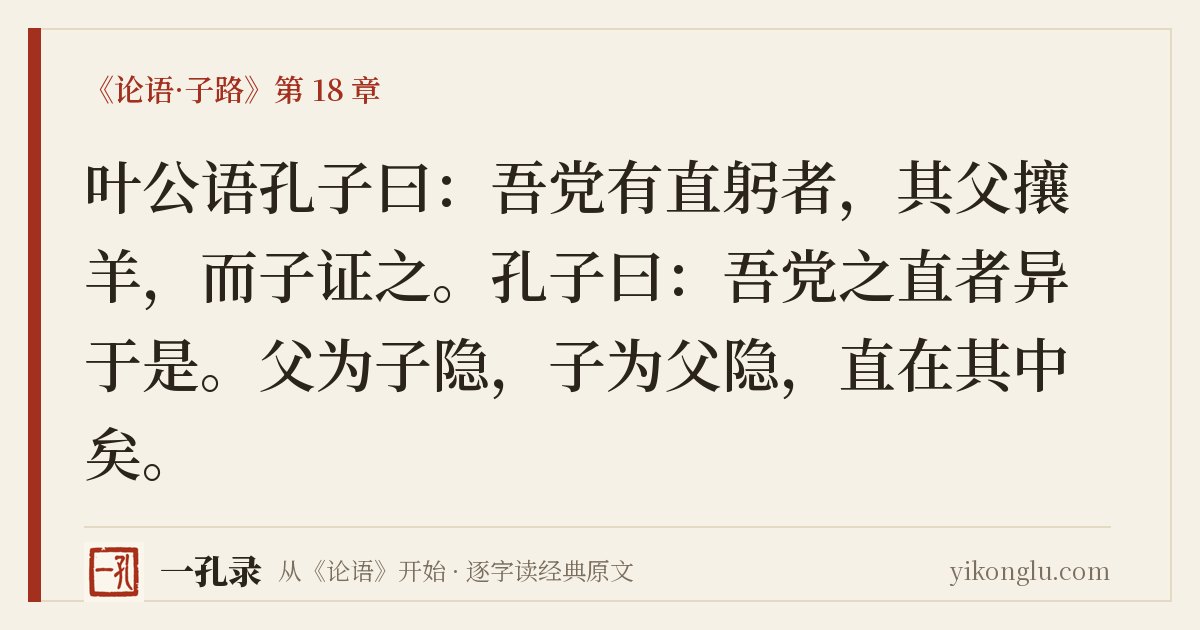 《论语·子路》第 18 章
叶公语孔子曰：吾党有直躬者，其父攘
羊，而子证之。孔子曰：吾党之直者异
于是。父为子隐，子为父隐，直在其中
矣。
一孔
一孔录 从《论语》开始 · 逐字读经典原文 yikonglu.com